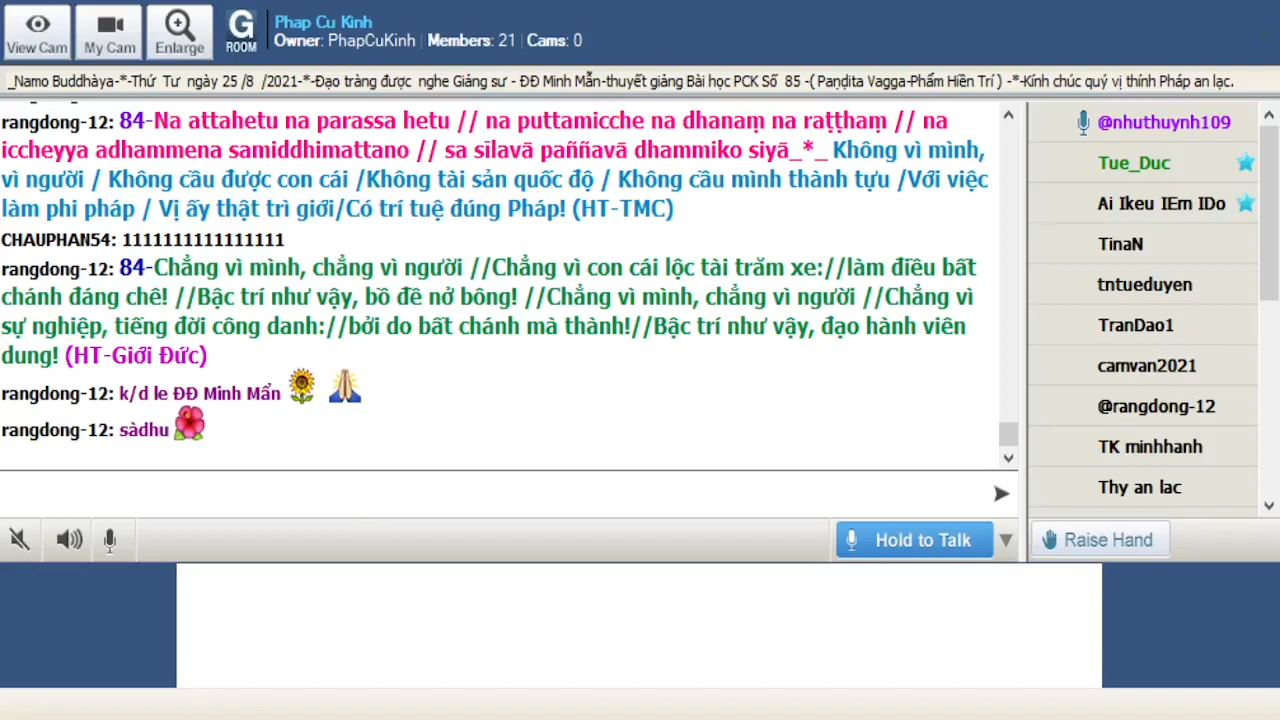 View Cam
My Cam
Enlarge
G
ROOM
Phap Cu Kinh
Owner: PhapCuKinh | Members: 21 | Cams: 0
_Namo Buddhàya-*-Thứ Tư ngày 25 /8 /2021-*-Đạo tràng được nghe Giảng sư - ĐĐ Minh Mẫn-thuyết giảng Bài học PCK Số 85 -( Paṇḍita Vagga-Phẩm Hiền Trí ) -*-Kính chúc quý vị thính Pháp an lạc.
rangdong-12: 84-Na attahetu na parassa hetu // na puttamicche na dhanaṃ na raṭṭhaṃ // na
iccheyya adhammena samiddhimattano // sa sīlavā paññavā dhammiko siyā_*_ Không vì mình,
vì người / Không cầu được con cái /Không tài sản quốc độ / Không cầu mình thành tựu /Với việc
làm phi pháp / Vị ấy thật trì giới/Có trí tuệ đúng Pháp! (HT-TMC)
CHAUPHAN54: 1111111111111111
rangdong-12: 84-Chẳng vì mình, chẳng vì người //Chẳng vì con cái lộc tài trăm xe://làm điều bất
chánh đáng chê! //Bậc trí như vậy, bồ đề nở bông! //Chẳng vì mình, chẳng vì người //Chẳng vì
sự nghiệp, tiếng đời công danh://bởi do bất chánh mà thành!//Bậc trí như vậy, đạo hành viên
dung! (HT-Giới Đức)
rangdong-12: k/d le ĐĐ Minh Mẩn
rangdong-12: sàdhu
Hold to Talk
@nhuthuynh109
Tue_Duc
Ai Ikeu IEm IDo
TinaN
tntueduyen
TranDao1
camvan2021
@rangdong-12
TK minhhanh
Thy an lac
Raise Hand